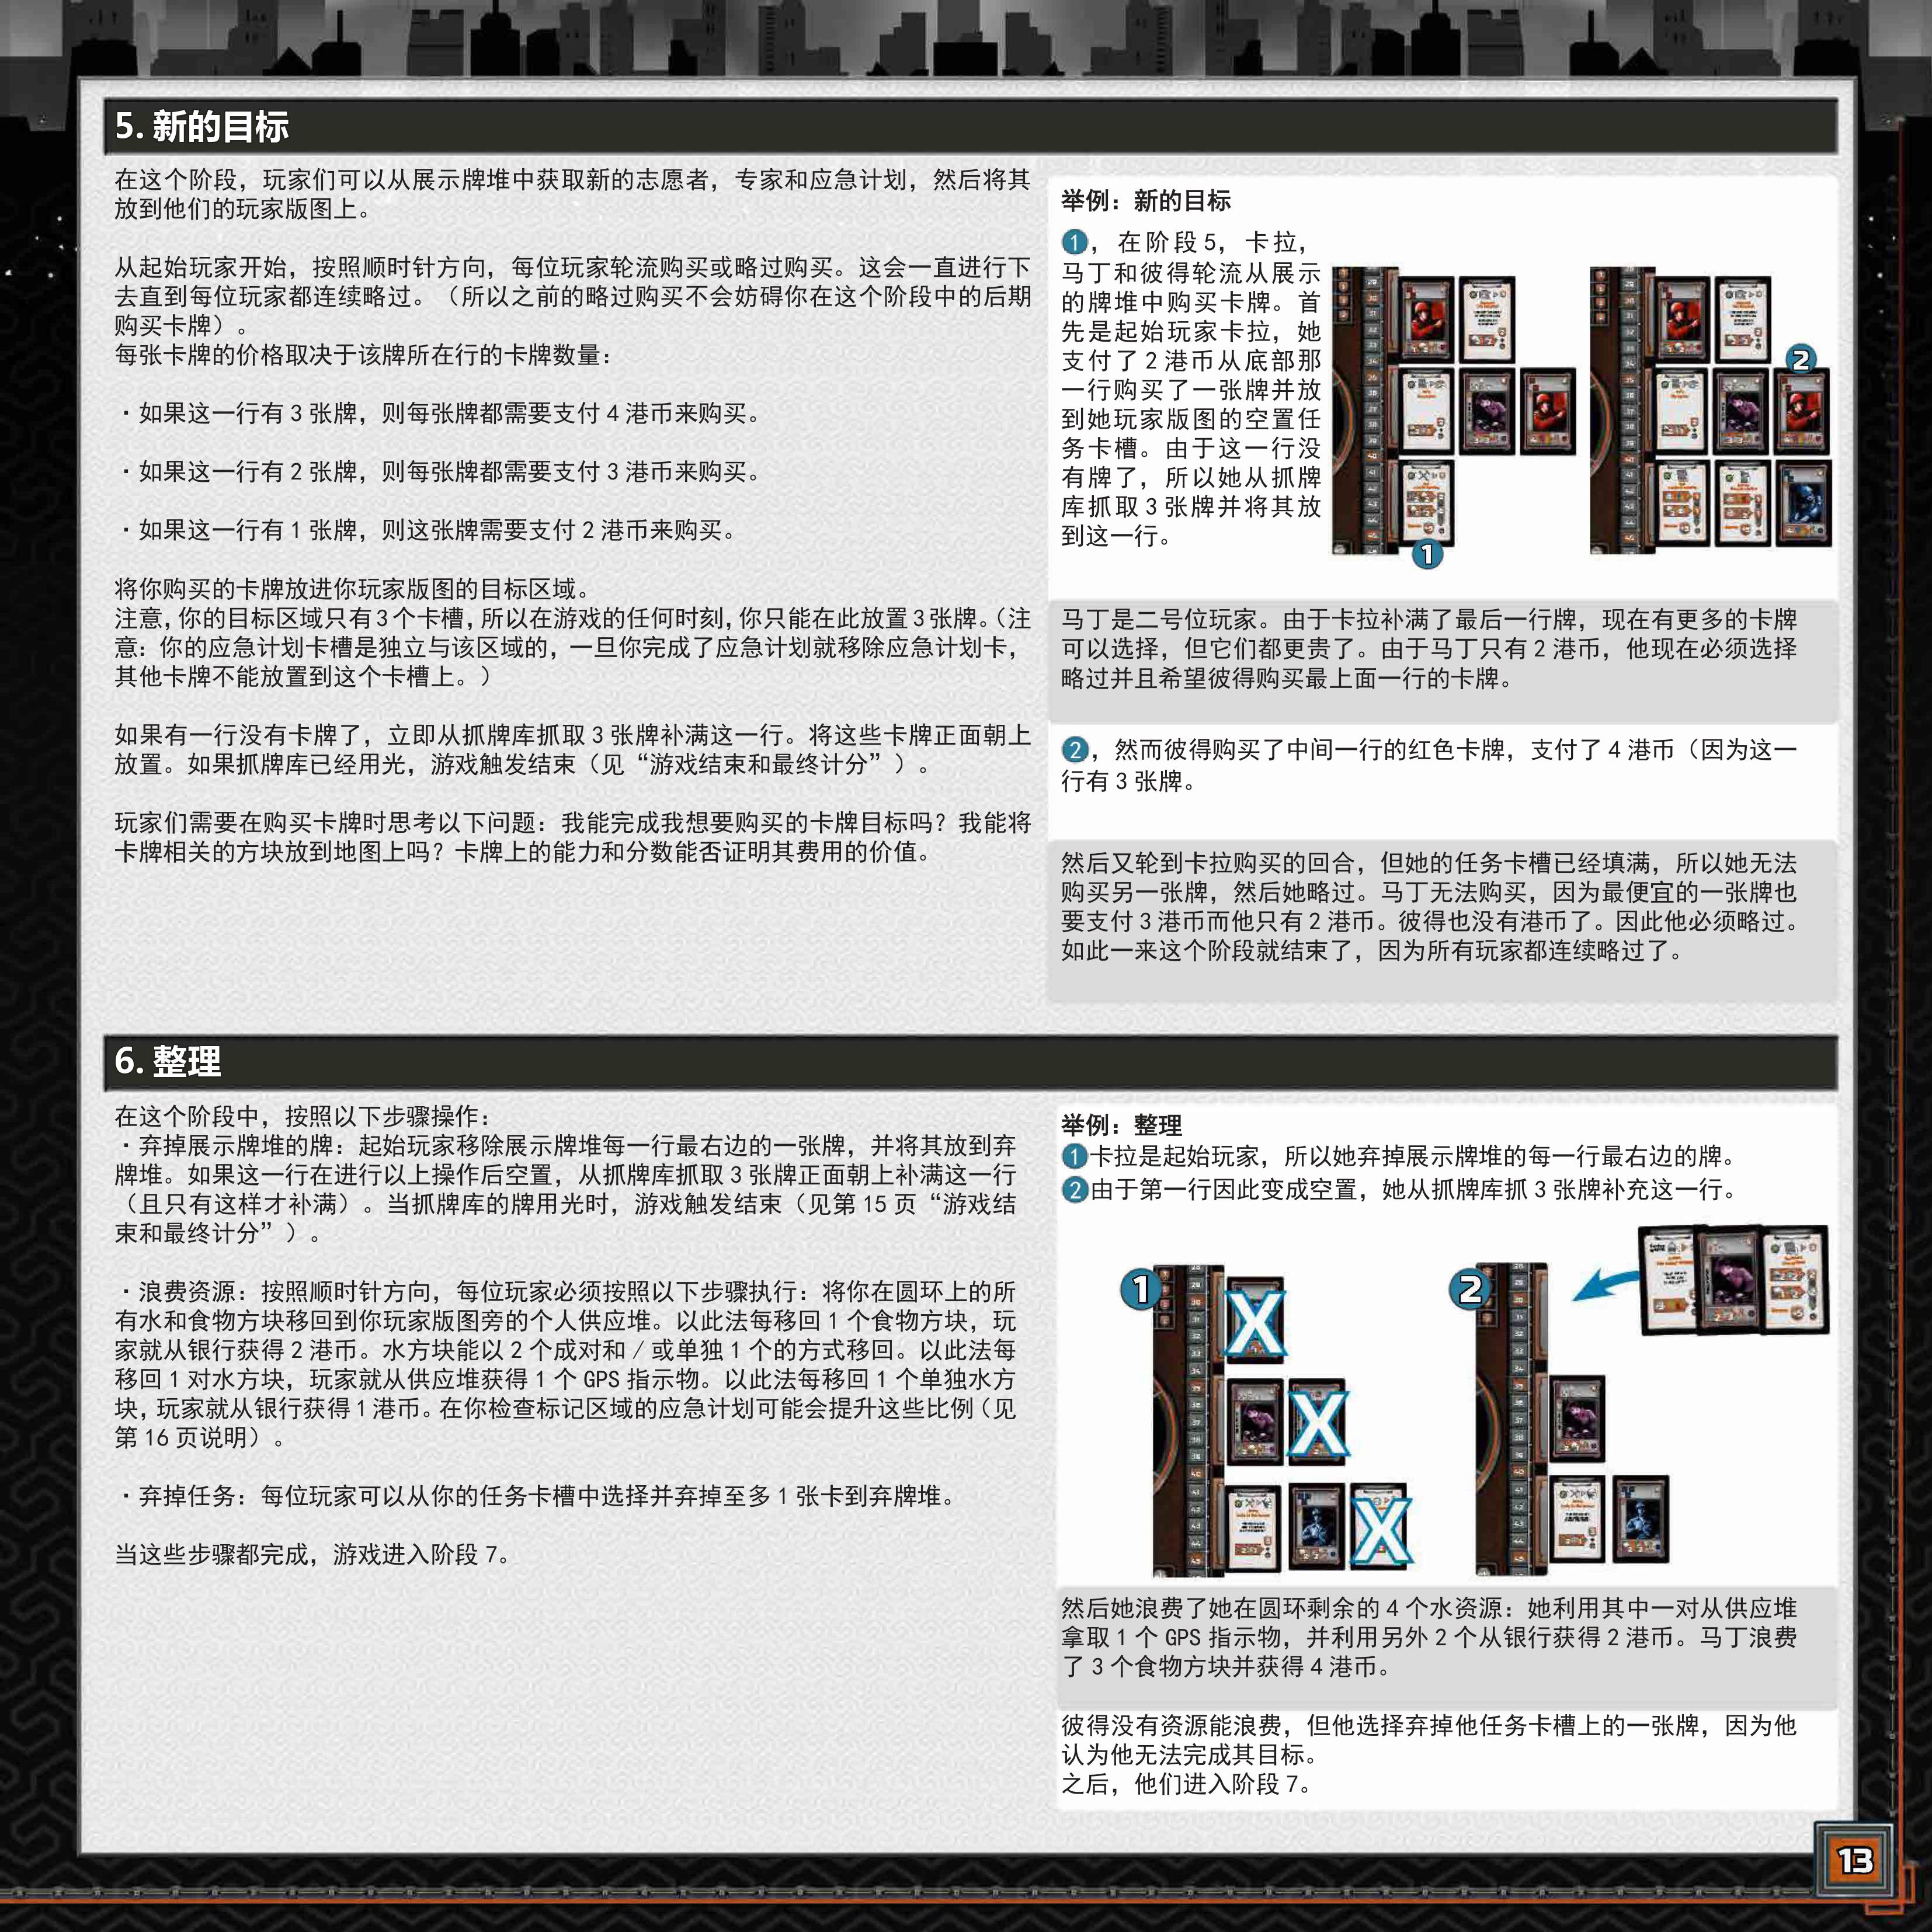 5. 新的目标
在这个阶段，玩家们可以从展示牌堆中获取新的志愿者，专家和应急计划，然后将其
放到他们的玩家版图上。
从起始玩家开始，按照顺时针方向，每位玩家轮流购买或略过购买。这会一直进行下
去直到每位玩家都连续略过。（所以之前的略过购买不会妨碍你在这个阶段中的后期
购买卡牌）。
每张卡牌的价格取决于该牌所在行的卡牌数量：
·如果这一行有 3 张牌，则每张牌都需要支付 4 港币来购买。
·如果这一行有 2 张牌，则每张牌都需要支付 3 港币来购买。
·如果这一行有 1 张牌，则这张牌需要支付 2 港币来购买。
将你购买的卡牌放进你玩家版图的目标区域。
注意，你的目标区域只有 3 个卡槽，所以在游戏的任何时刻，你只能在此放置 3 张牌。（注
意：你的应急计划卡槽是独立与该区域的，一旦你完成了应急计划就移除应急计划卡，
其他卡牌不能放置到这个卡槽上。）
如果有一行没有卡牌了，立即从抓牌库抓取 3 张牌补满这一行。将这些卡牌正面朝上
放置。如果抓牌库已经用光，游戏触发结束（见“游戏结束和最终计分”）。
玩家们需要在购买卡牌时思考以下问题：我能完成我想要购买的卡牌目标吗？我能将
卡牌相关的方块放到地图上吗？卡牌上的能力和分数能否证明其费用的价值。
举例：新的目标
1，在阶段 5，卡拉，
马丁和彼得轮流从展示
的牌堆中购买卡牌。首
先是起始玩家卡拉，她
支付了 2 港币从底部那
一行购买了一张牌并放
到她玩家版图的空置任
务卡槽。由于这一行没
有牌了，所以她从抓牌
库抓取 3 张牌并将其放
到这一行。
1
2
马丁是二号位玩家。由于卡拉补满了最后一行牌，现在有更多的卡牌
可以选择，但它们都更贵了。由于马丁只有 2 港币，他现在必须选择
略过并且希望彼得购买最上面一行的卡牌。
2，然而彼得购买了中间一行的红色卡牌，支付了 4 港币（因为这一
行有 3 张牌。
然后又轮到卡拉购买的回合，但她的任务卡槽已经填满，所以她无法
购买另一张牌，然后她略过。马丁无法购买，因为最便宜的一张牌也
要支付 3 港币而他只有 2 港币。彼得也没有港币了。因此他必须略过。
如此一来这个阶段就结束了，因为所有玩家都连续略过了。
6. 整理
在这个阶段中，按照以下步骤操作：
·弃掉展示牌堆的牌：起始玩家移除展示牌堆每一行最右边的一张牌，并将其放到弃
牌堆。如果这一行在进行以上操作后空置，从抓牌库抓取 3 张牌正面朝上补满这一行
（且只有这样才补满）。当抓牌库的牌用光时，游戏触发结束（见第 15 页“游戏结
束和最终计分”）。
·浪费资源：按照顺时针方向，每位玩家必须按照以下步骤执行：将你在圆环上的所
有水和食物方块移回到你玩家版图旁的个人供应堆。以此法每移回 1 个食物方块，玩
家就从银行获得 2 港币。水方块能以 2 个成对和 / 或单独 1 个的方式移回。以此法每
移回 1 对水方块，玩家就从供应堆获得 1 个 GPS 指示物。以此法每移回 1 个单独水方
块，玩家就从银行获得 1 港币。在你检查标记区域的应急计划可能会提升这些比例（见
第 16 页说明）。
·弃掉任务：每位玩家可以从你的任务卡槽中选择并弃掉至多 1 张卡到弃牌堆。
当这些步骤都完成，游戏进入阶段 7。
举例：整理
1卡拉是起始玩家，所以她弃掉展示牌堆的每一行最右边的牌。
2由于第一行因此变成空置，她从抓牌库抓 3 张牌补充这一行。
1
2
X
X
X
然后她浪费了她在圆环剩余的 4 个水资源：她利用其中一对从供应堆
拿取 1 个 GPS 指示物，并利用另外 2 个从银行获得 2 港币。马丁浪费
了 3 个食物方块并获得 4 港币。
彼得没有资源能浪费，但他选择弃掉他任务卡槽上的一张牌，因为他
认为他无法完成其目标。
之后，他们进入阶段 7。
13